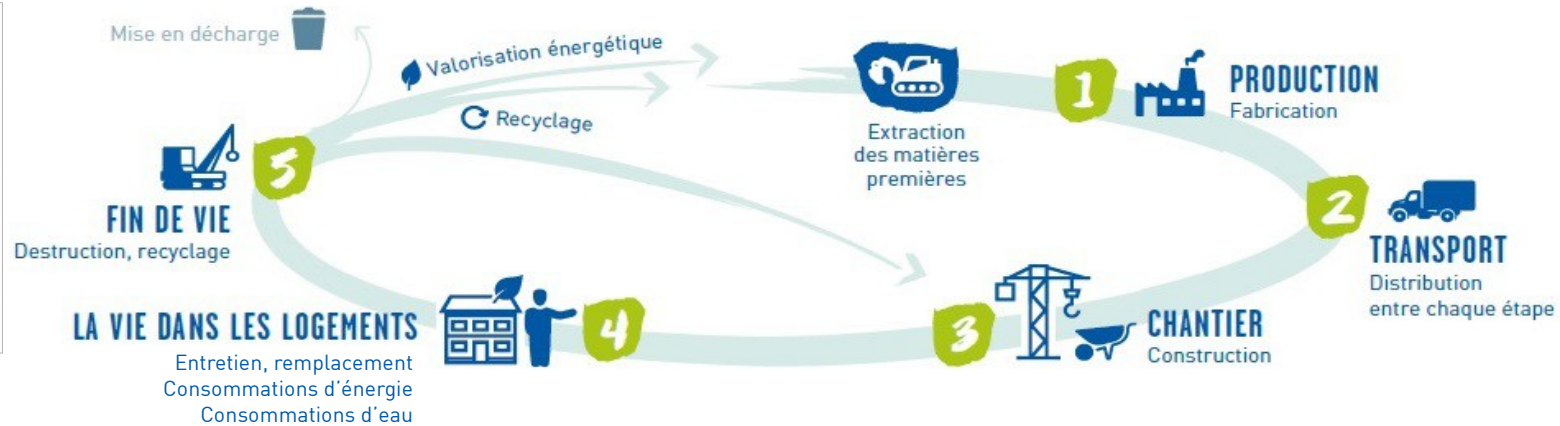 Mise en décharge
Valorisation énergétique
Recyclage
Extraction
des matières
premières
1
PRODUCTION
Fabrication
2
TRANSPORT
Distribution
entre chaque étape
3
CHANTIER
Construction
4
LA VIE DANS LES LOGEMENTS
Entretien, remplacement
Consommations d'énergie
Consommations d'eau
5
FIN DE VIE
Destruction, recyclage